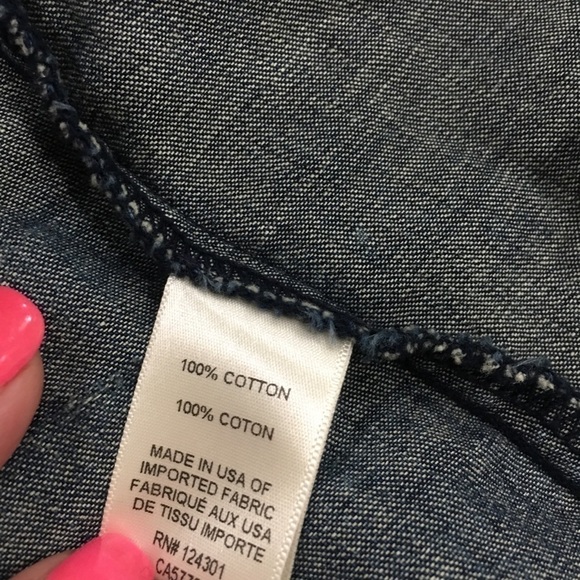 100% COTTON
100% COTON
MADE IN USA OF
IMPORTED FABRIC
FABRIQUÉ AUX USA
DE TISSU IMPORTE
RN# 124301